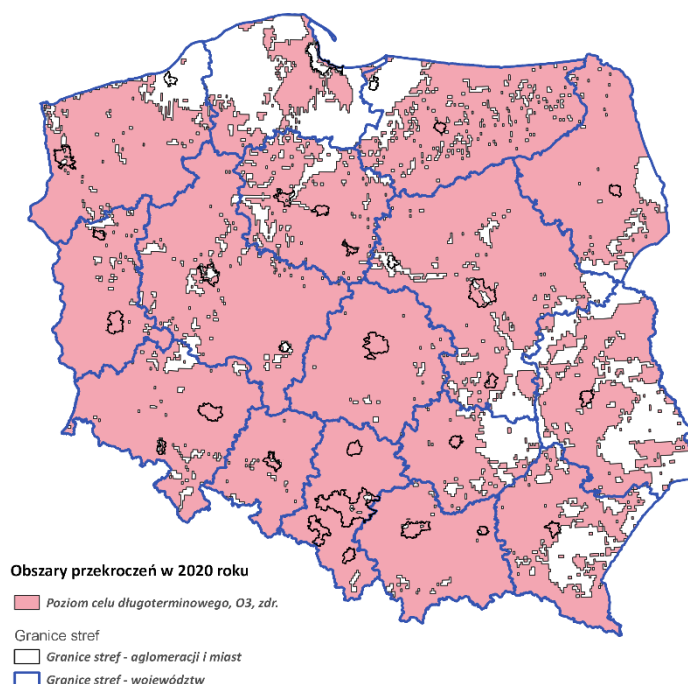 Obszary przekroczeń w 2020 roku
Poziom celu długoterminowego, O3, zdr.
Granice stref
Granice stref - aglomeracji i miast
Granice stref - województw